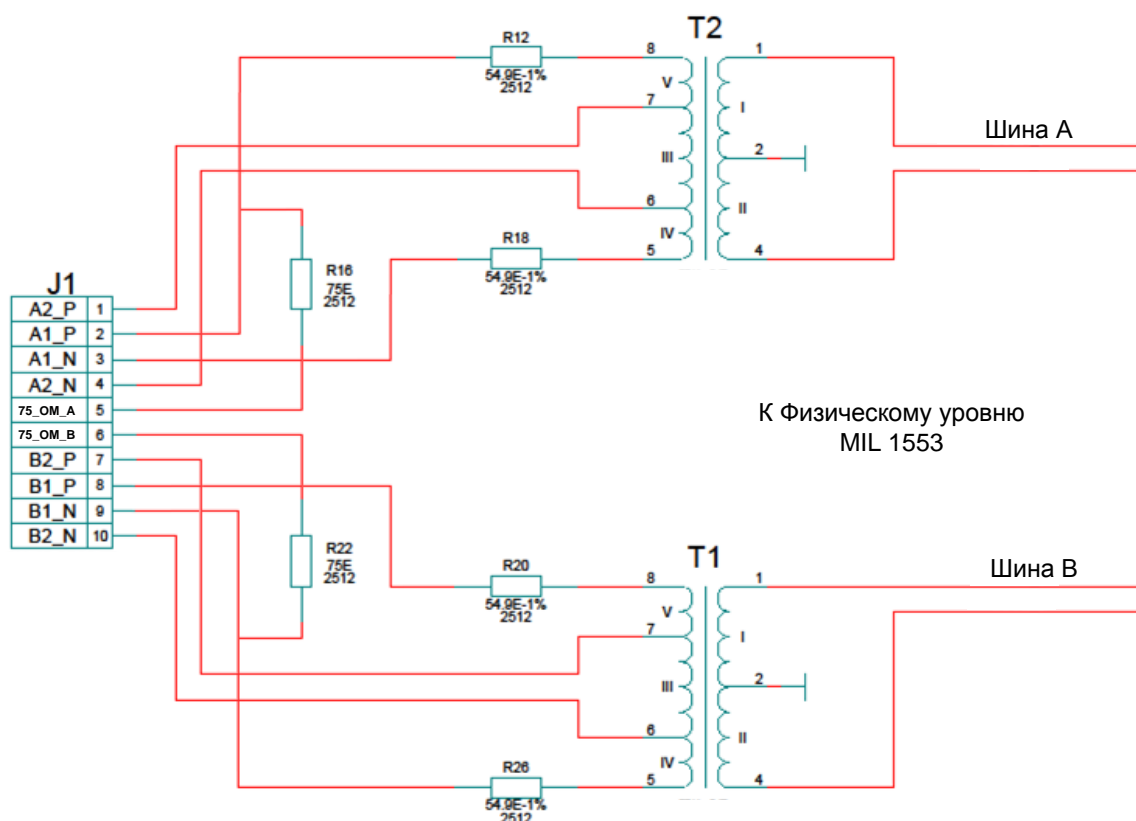 T2
R12
54.9E-1%
2512
8
1
V
7
I
Шина А
III
2
6
II
IV
R18
5
4
54.9E-1%
2512
R16
75E
2512
J1
A2_P 1
A1_P 2
A1_N 3
A2_N 4
75_OM_A 5
75_OM_B 6
B2_P 7
B1_P 8
B1_N 9
B2_N 10
К Физическому уровню
MIL 1553
R22
75E
2512
T1
R20
54.9E-1%
2512
8
1
Шина В
V
7
I
III
2
6
II
IV
R26
5
4
54.9E-1%
2512